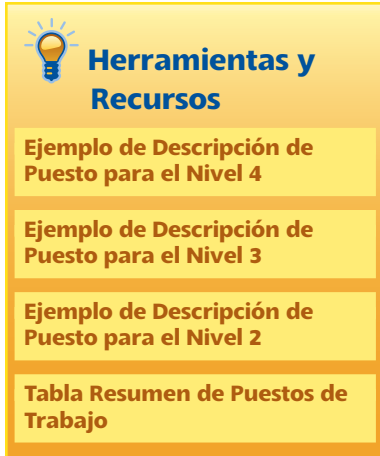 Herramientas y
Recursos
Ejemplo de Descripción de
Puesto para el Nivel 4
Ejemplo de Descripción de
Puesto para el Nivel 3
Ejemplo de Descripción de
Puesto para el Nivel 2
Tabla Resumen de Puestos de
Trabajo